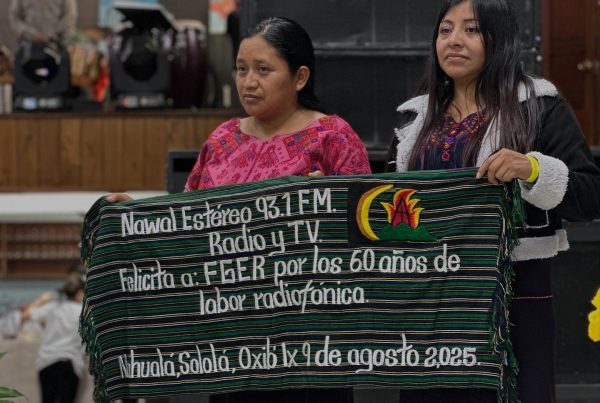 Nawal Estéreo 93.1 FM.
Radio y TV.
Felicita a: FGER por los 60 años de
labor radiofónica.
Nahualá, Sololá, Oxib Ix 9 de agosto 2,025.